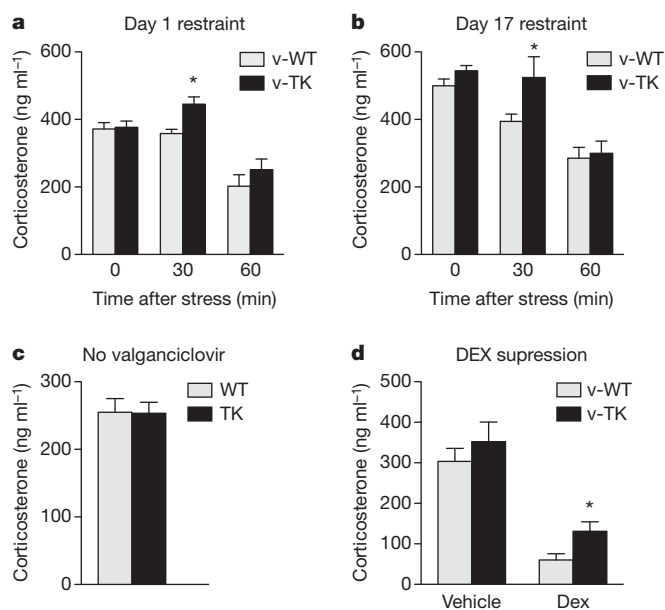 a Day 1 restraint
Corticosterone (ng ml⁻¹)
600
400
200
0
v-WT
v-TK
*
0 30 60
Time after stress (min)
b Day 17 restraint
Corticosterone (ng ml⁻¹)
600
400
200
0
v-WT
v-TK
*
0 30 60
Time after stress (min)
c No valganciclovir
Corticosterone (ng ml⁻¹)
300
250
200
100
0
WT
TK
d DEX supression
Corticosterone (ng ml⁻¹)
500
400
300
200
100
0
v-WT
v-TK
*
Vehicle Dex